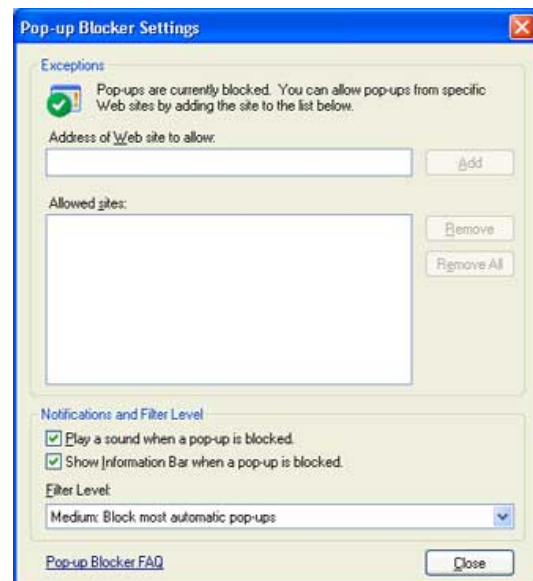 Pop-up Blocker Settings
Exceptions
Pop-ups are currently blocked. You can allow pop-ups from specific
Web sites by adding the site to the list below.
Address of Web site to allow:
Add
Allowed sites:
Remove
Remove All
Notifications and Filter Level
Play a sound when a pop-up is blocked.
Show Information Bar when a pop-up is blocked.
Filter Level:
Medium: Block most automatic pop-ups
Pop-up Blocker FAQ
Close